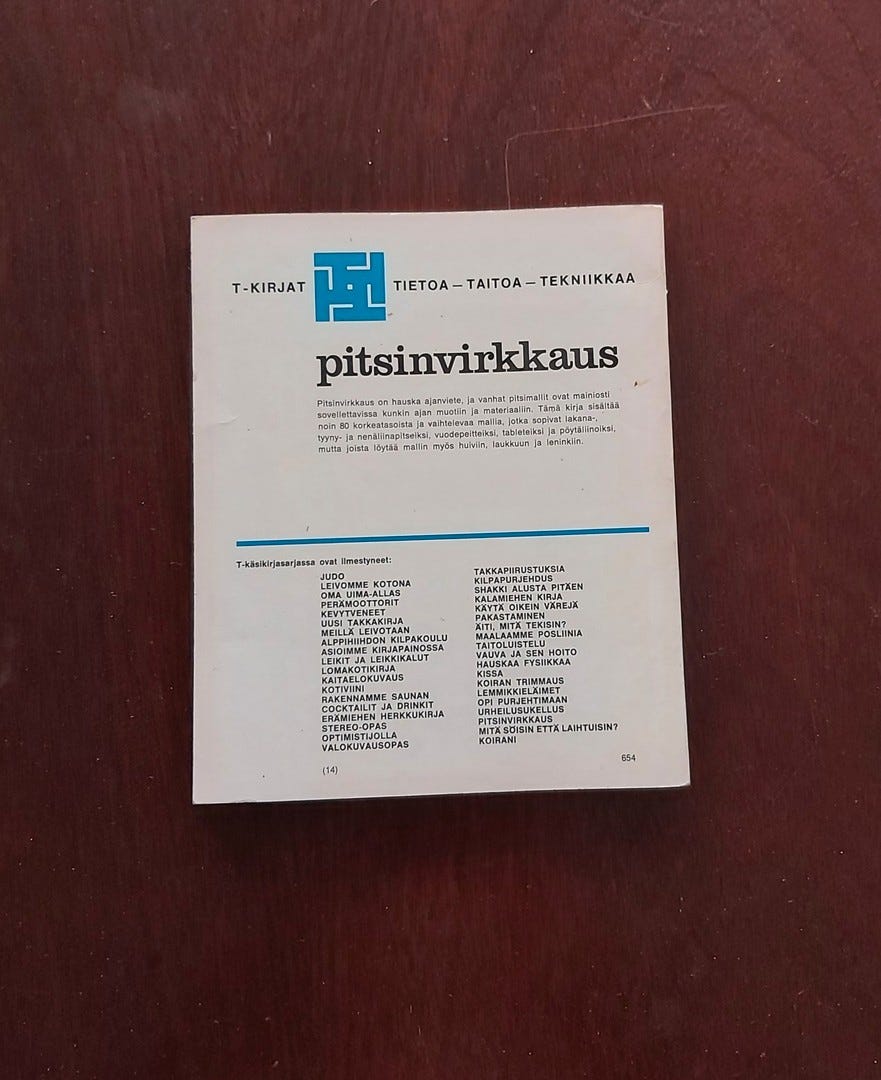 T-KIRJAT TIETOA – TAITOA – TEKNIIKKAA
pitsinvirkkaus
Pitsinvirkkaus on hauska ajanviete, ja vanhat pitsimallit ovat mainiosti
sovellettavissa kunkin ajan muotiin ja materiaaliin. Tämä kirja sisältää
noin 80 korkeatasoista ja vaihtelevaa mallia, jotka sopivat lakana-,
tyyny- ja nenäliinapitseiksi, vuodepeitteiksi, tableteiksi ja pöytäliinoiksi,
mutta joista löytää mallin myös huiviin, laukkuun ja leninkiin.
T-käsikirjasarjassa ovat ilmestyneet:
JUDO
LEIVOMME KOTONA
OMA UIMA-ALLAS
PERÄMOOTTORIT
KEVYTVENEET
UUSI TAKKAKIRJA
MEILLÄ LEIVOTAAN
ALPPIHIIHDON KILPAKOULU
ASIOIMME KIRJAPAINOSSA
LEIKIT JA LEIKKIKALUT
LOMAKOTIKIRJA
KAITAELOKUVAUS
KOTIVIINI
RAKENNAMME SAUNAN
COCKTAILIT JA DRINKIT
ERÄMIEHEN HERKKUKIRJA
STEREO-OPAS
OPTIMISTIJOLLA
VALOKUVAUSOPAS
TAKKAPIIRUSTUKSIA
KILPAPURJEHDUS
SHAKKI ALUSTA PITÄEN
KALAMIEHEN KIRJA
KÄYTÄ OIKEIN VÄREJÄ
PAKASTAMINEN
ÄITI, MITÄ TEKISIN?
MAALAAMME POSLIINIA
TAITOLUISTELU
VAUVA JA SEN HOITO
HAUSKAA FYSIIKKAA
KISSA
KOIRAN TRIMMAUS
LEMMIKKIELÄIMET
OPI PURJEHTIMAAN
URHEILUSUKELLUS
PITSINVIRKKAUS
MITÄ SÖISIN ETTÄ LAIHTUISIN?
KOIRANI
(14)
654